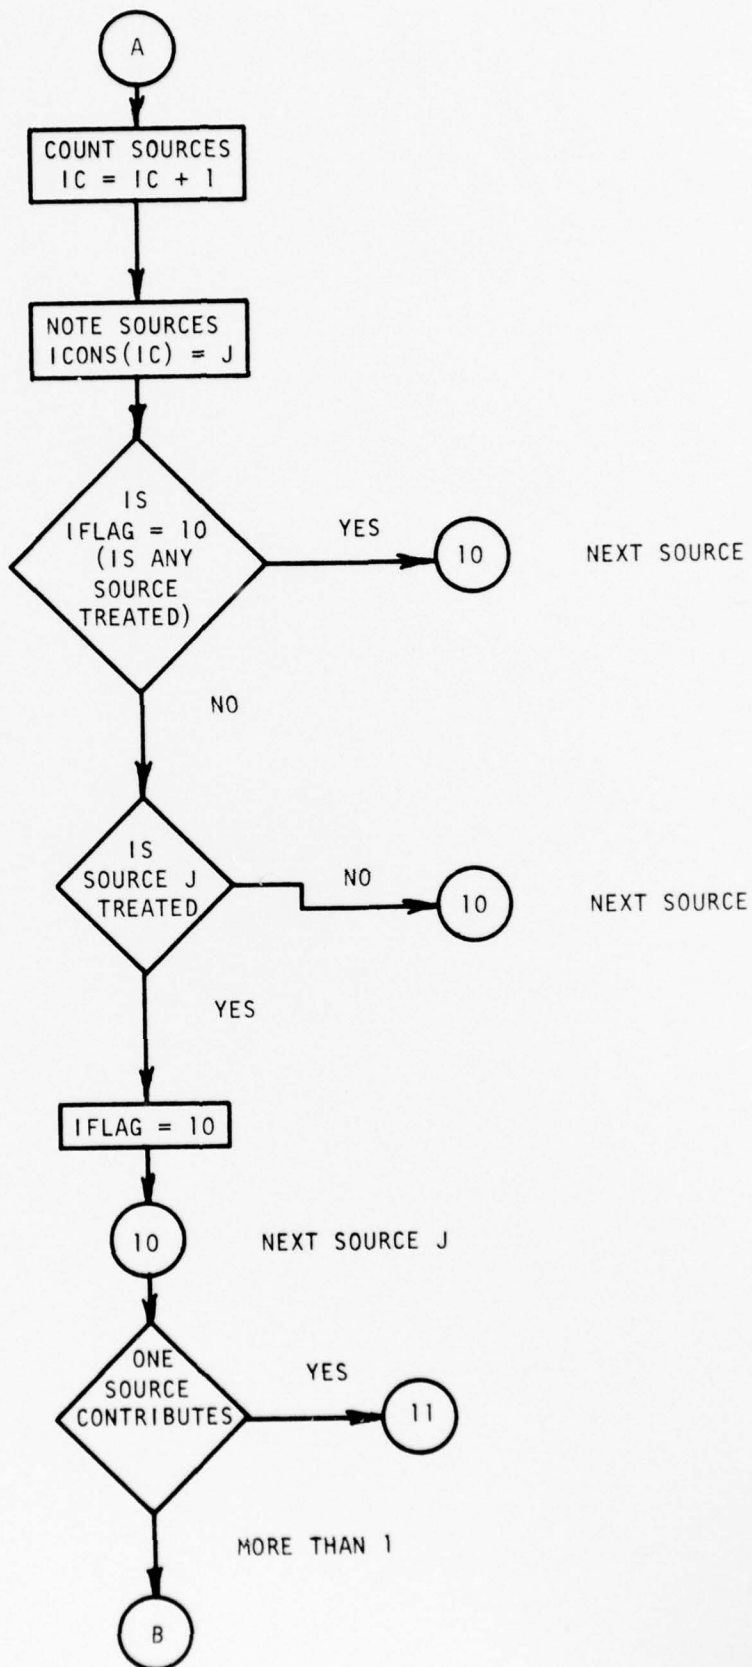 A
COUNT SOURCES
IC = IC + 1
NOTE SOURCES
ICONS(IC) = J
IS
IFLAG = 10
(IS ANY
SOURCE
TREATED)
YES
10
NEXT SOURCE
NO
IS
SOURCE J
TREATED
NO
10
NEXT SOURCE
YES
IFLAG = 10
10
NEXT SOURCE J
ONE
SOURCE
CONTRIBUTES
YES
11
MORE THAN 1
B